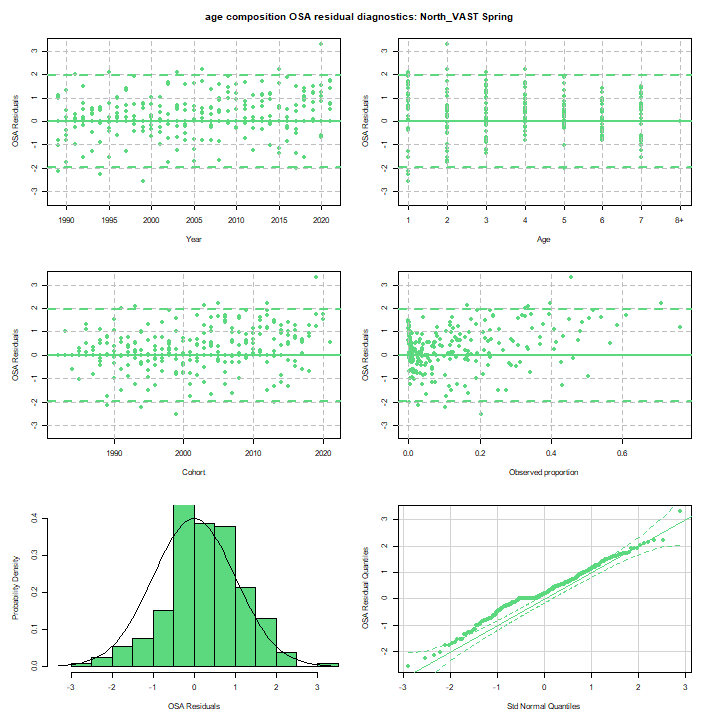 age composition OSA residual diagnostics: North_VAST Spring
OSA Residuals
3
2
1
0
-1
-2
-3
1990 1995 2000 2005 2010 2015 2020
Year
OSA Residuals
3
2
1
0
-1
-2
-3
1 2 3 4 5 6 7 8+
Age
OSA Residuals
3
2
1
0
-1
-2
-3
1990 2000 2010 2020
Cohort
OSA Residuals
3
2
1
0
-1
-2
-3
0.0 0.2 0.4 0.6
Observed proportion
Probability Density
0.4
0.3
0.2
0.1
0.0
-3 -2 -1 0 1 2 3
OSA Residuals
OSA Residual Quantiles
3
2
1
0
-1
-2
-3 -2 -1 0 1 2 3
Std Normal Quantiles